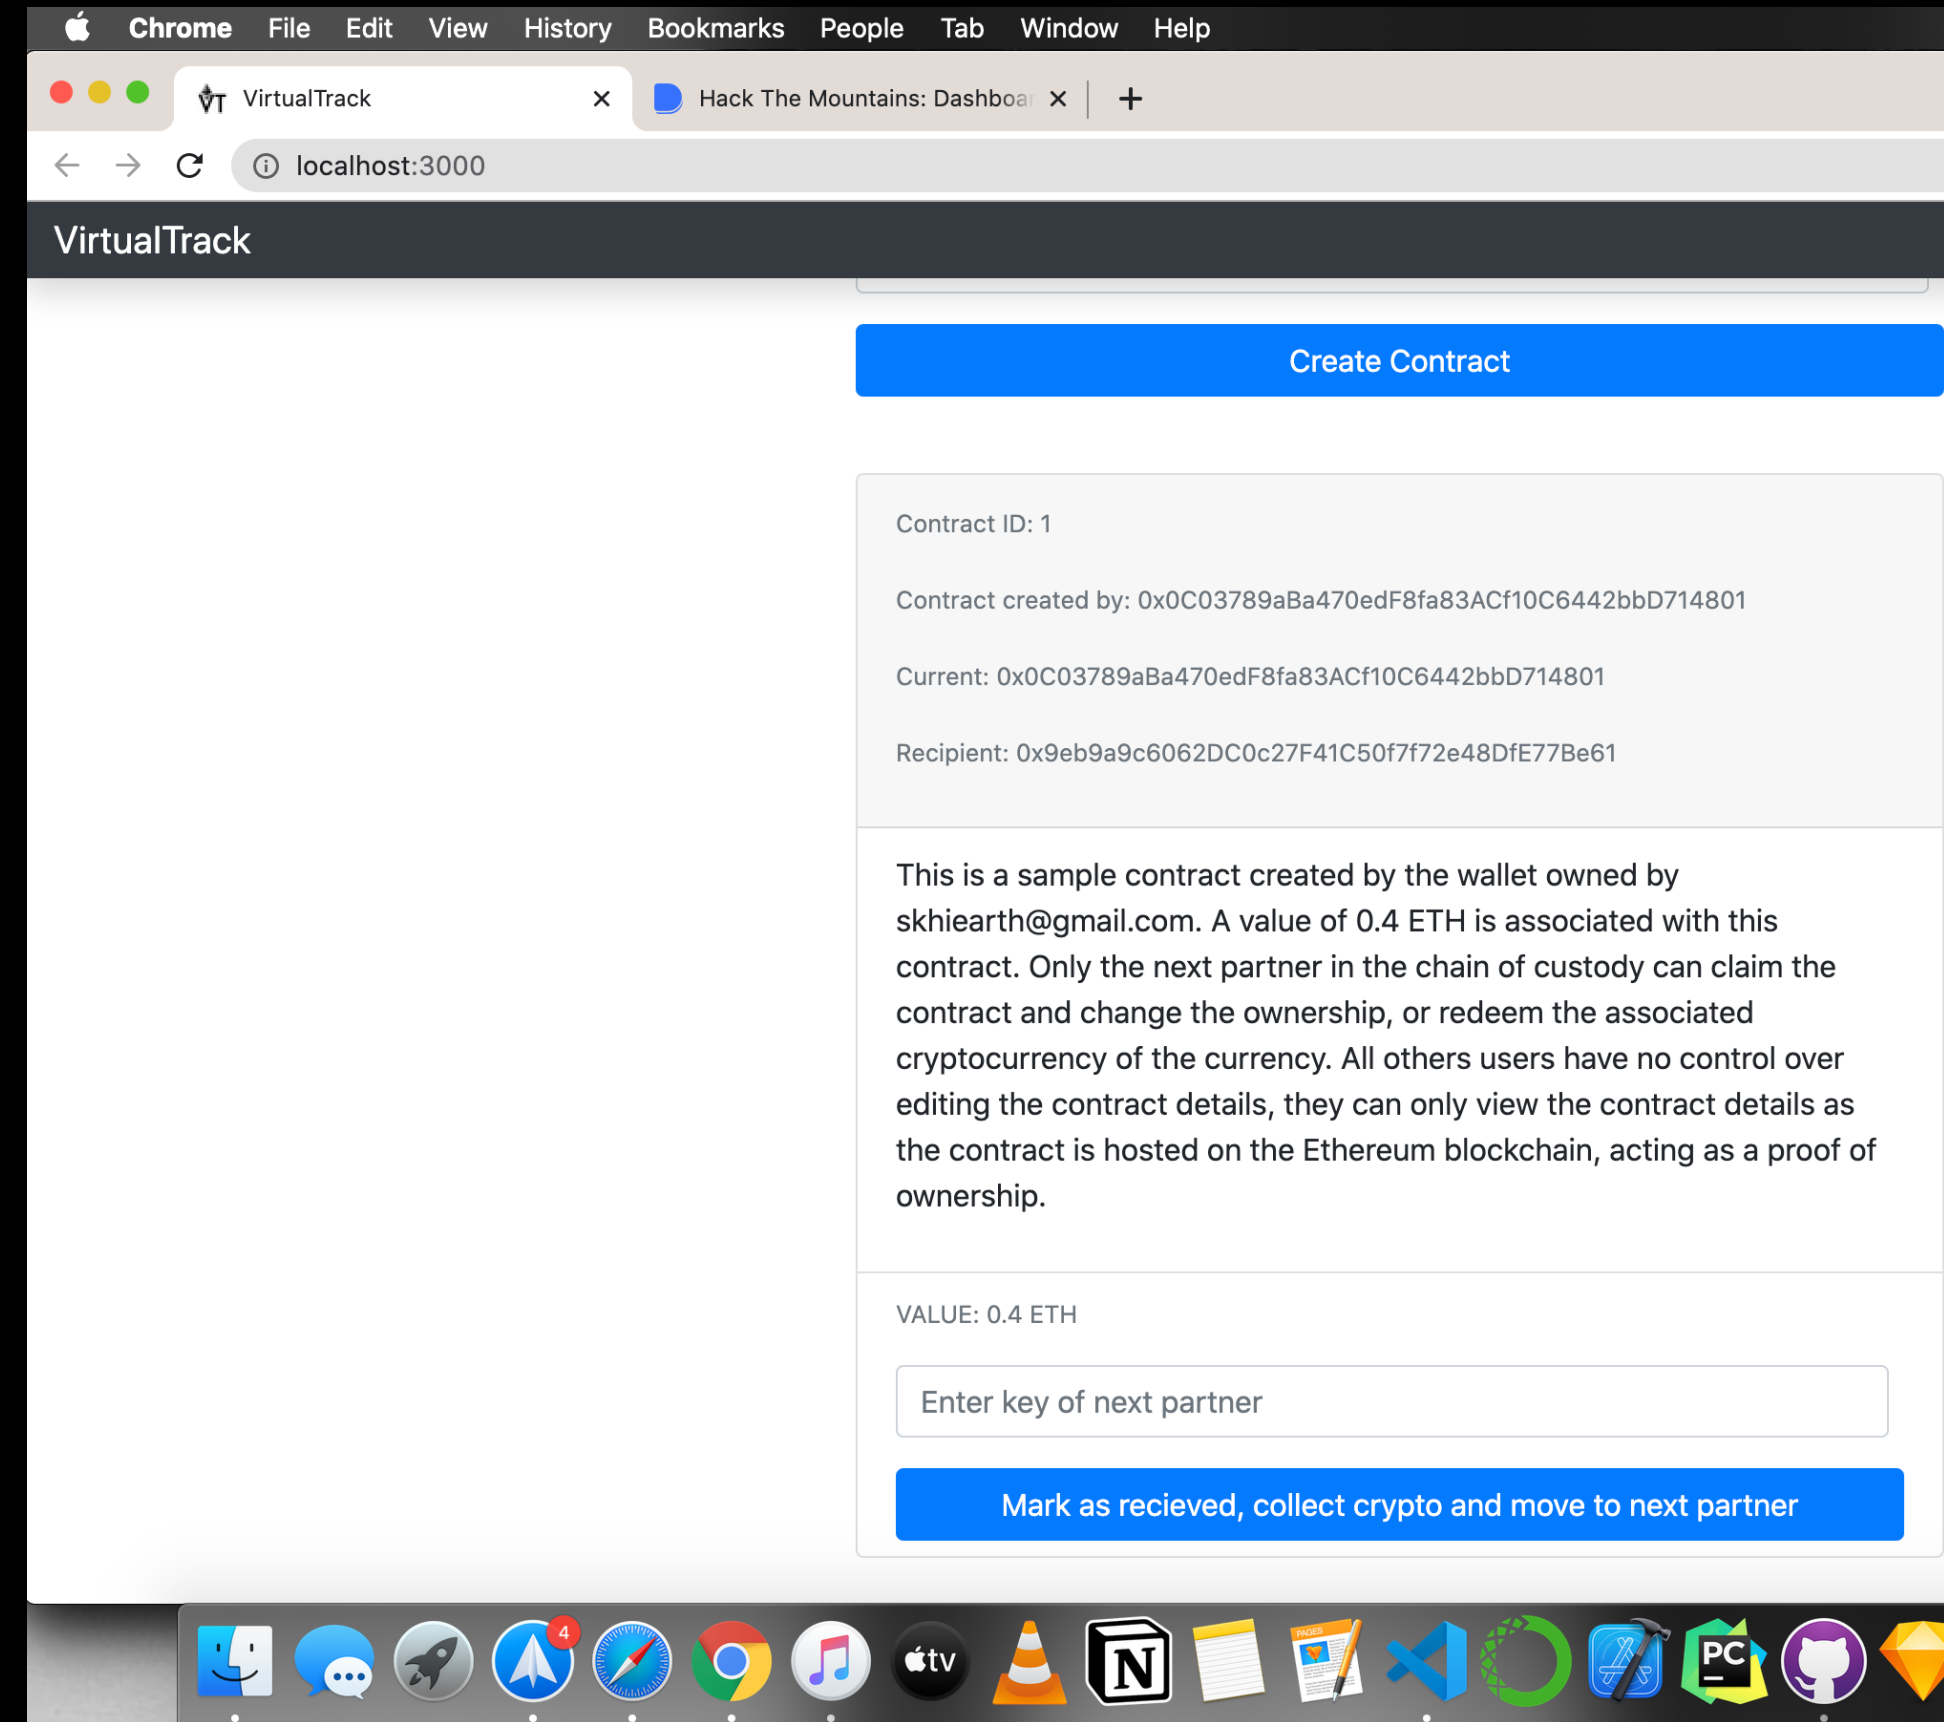 Chrome File Edit View History Bookmarks People Tab Window Help
VT VirtualTrack
Hack The Mountains: Dashboar
localhost:3000
VirtualTrack
Create Contract
Contract ID: 1
Contract created by: 0x0C03789aBa470edF8fa83ACf10C6442bbD714801
Current: 0x0C03789aBa470edF8fa83ACf10C6442bbD714801
Recipient: 0x9eb9a9c6062DC0c27F41C50f7f72e48DfE77Be61
This is a sample contract created by the wallet owned by
skhiearth@gmail.com. A value of 0.4 ETH is associated with this
contract. Only the next partner in the chain of custody can claim the
contract and change the ownership, or redeem the associated
cryptocurrency of the currency. All others users have no control over
editing the contract details, they can only view the contract details as
the contract is hosted on the Ethereum blockchain, acting as a proof of
ownership.
VALUE: 0.4 ETH
Enter key of next partner
Mark as recieved, collect crypto and move to next partner
4
tv
N
PAGES
PC